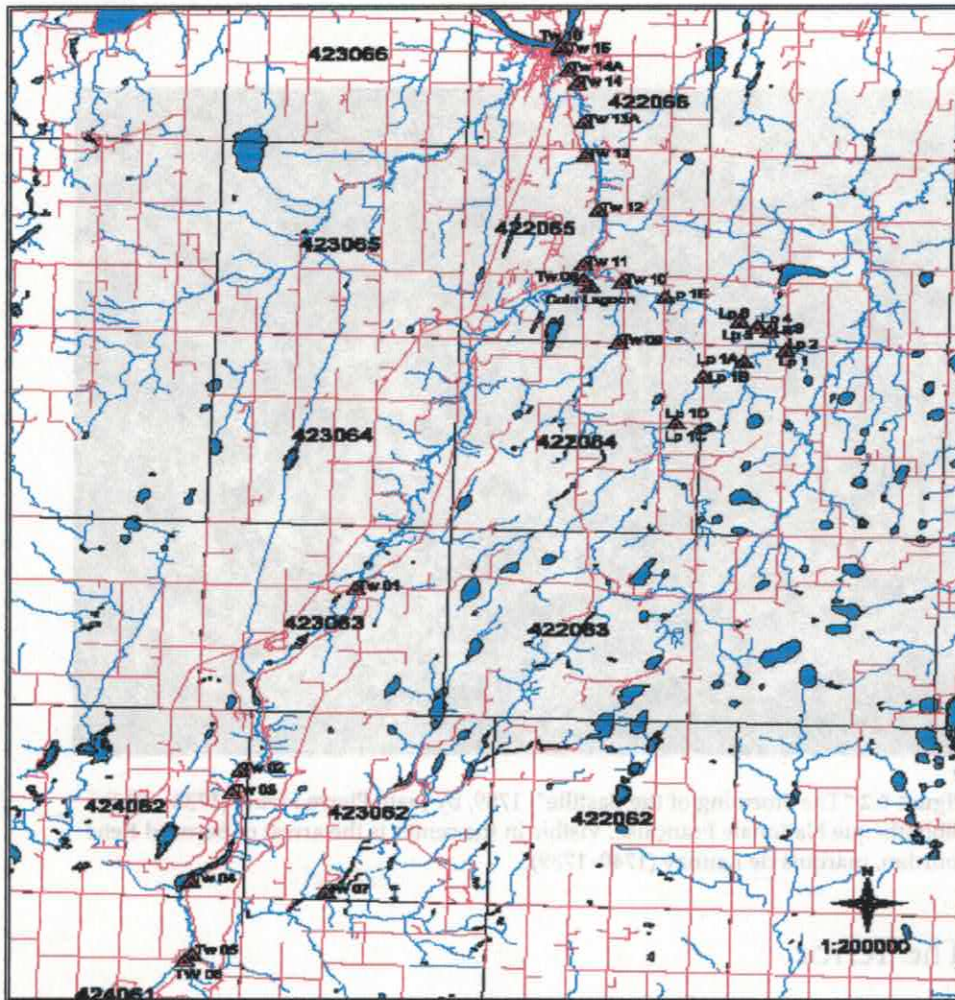 Tw 16
Tw 15
423066
Tw 14A
Tw 14
422066
Tw 13A
Tw 13
Tw 12
422065
423065
Tw 11
Tw 10
Lp 1E
Lp 4
Tw 09
Lp 2
Lp 1
Lp 1A
Lp 1B
Lp 1D
Lp 1C
423064
422064
Tw 01
423063
422063
Tw 02
Tw 03
424062
423062
422062
Tw 04
Tw 07
N
1:200000
Tw 05
Tw 06
424061